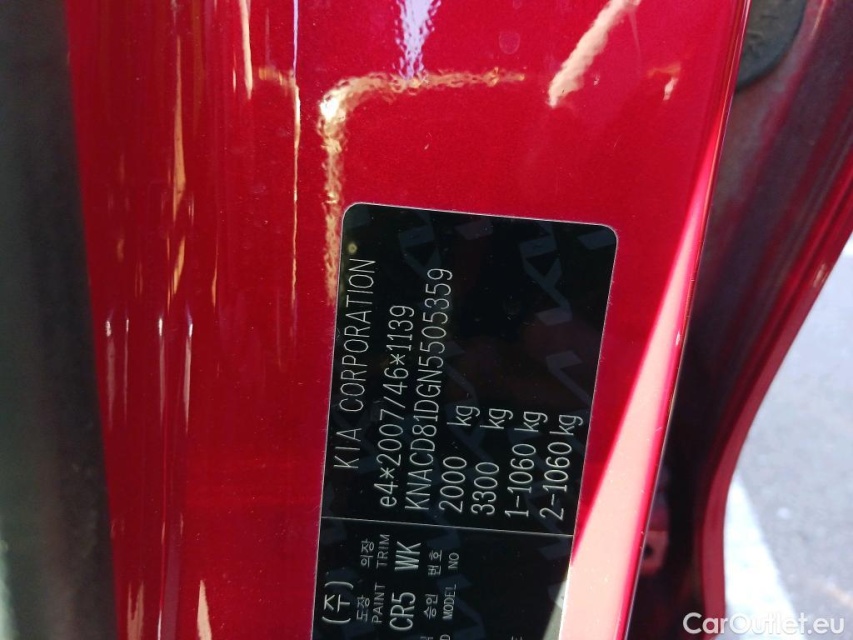 KIA CORPORATION
e4*2007/46*1139
KNACD81DGN5505359
2000 kg
3300 kg
1-1060 kg
2-1060 kg
(주)
도장 외장
PAINT TRIM
CR5 WK
승인 번호
MODEL NO
CarOutlet.eu